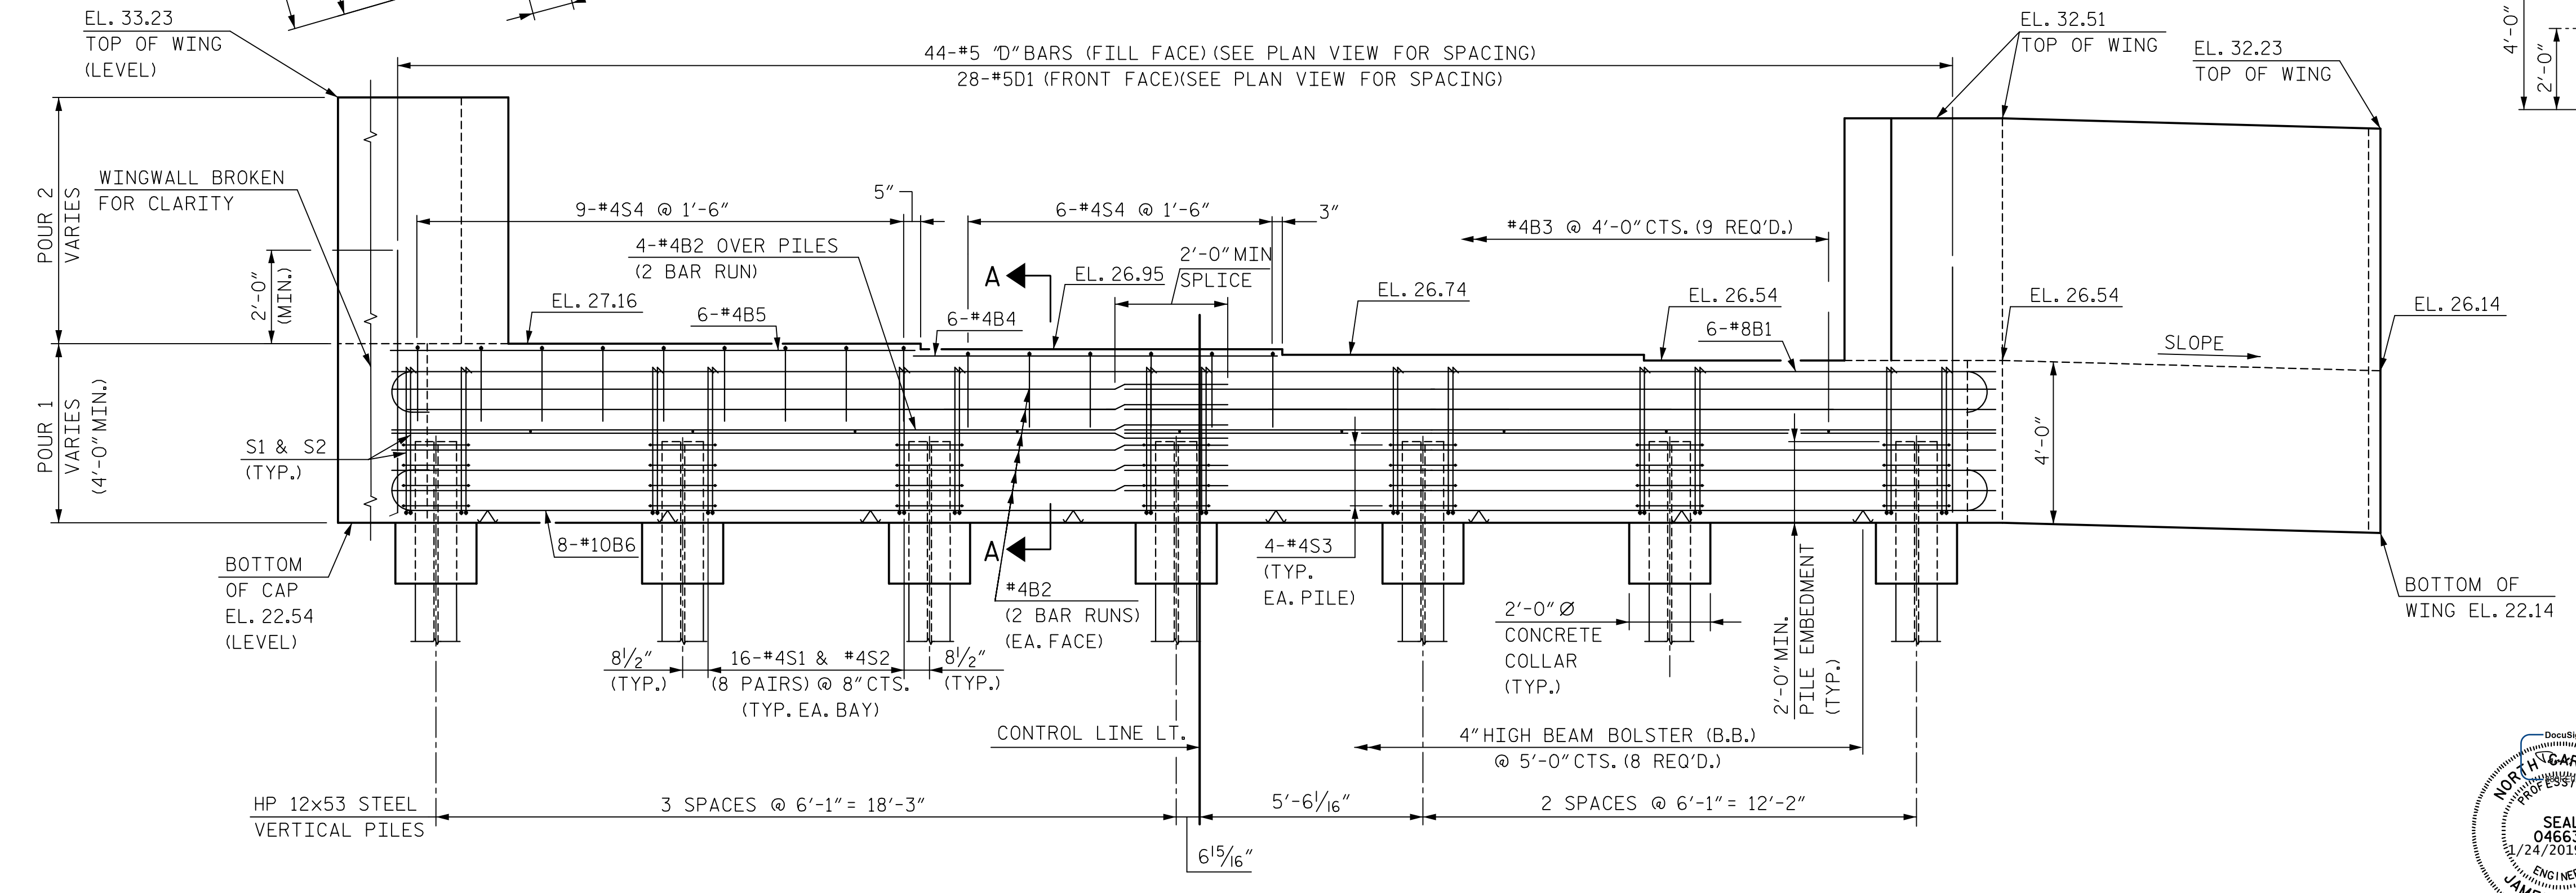 EL. 33.23
TOP OF WING
(LEVEL)
44-#5 "D" BARS (FILL FACE) (SEE PLAN VIEW FOR SPACING)
28-#5D1 (FRONT FACE)(SEE PLAN VIEW FOR SPACING)
EL. 32.51
TOP OF WING
EL. 32.23
TOP OF WING
4'-0"
2'-0"
POUR 2
VARIES
WINGWALL BROKEN
FOR CLARITY
2'-0"
(MIN.)
9-#4S4 @ 1'-6"
5"
6-#4S4 @ 1'-6"
3"
#4B3 @ 4'-0" CTS. (9 REQ'D.)
4-#4B2 OVER PILES
(2 BAR RUN)
A
EL. 26.95
2'-0" MIN
SPLICE
EL. 27.16
6-#4B5
6-#4B4
EL. 26.74
EL. 26.54
6-#8B1
EL. 26.54
EL. 26.14
SLOPE
POUR 1
VARIES
(4'-0" MIN.)
S1 & S2
(TYP.)
4'-0"
8-#10B6
A
4-#4S3
(TYP.
EA. PILE)
BOTTOM
OF CAP
EL. 22.54
(LEVEL)
#4B2
(2 BAR RUNS)
(EA. FACE)
2'-0" Ø
CONCRETE
COLLAR
(TYP.)
2'-0" MIN.
PILE EMBEDMENT
(TYP.)
BOTTOM OF
WING EL. 22.14
8½"
(TYP.)
16-#4S1 & #4S2
(8 PAIRS) @ 8" CTS.
(TYP. EA. BAY)
8½"
(TYP.)
CONTROL LINE LT.
4" HIGH BEAM BOLSTER (B.B.)
@ 5'-0" CTS. (8 REQ'D.)
HP 12x53 STEEL
VERTICAL PILES
3 SPACES @ 6'-1" = 18'-3"
5'-6 1/16"
2 SPACES @ 6'-1" = 12'-2"
6 15/16"
NORTH
SEAL
1/24/2019